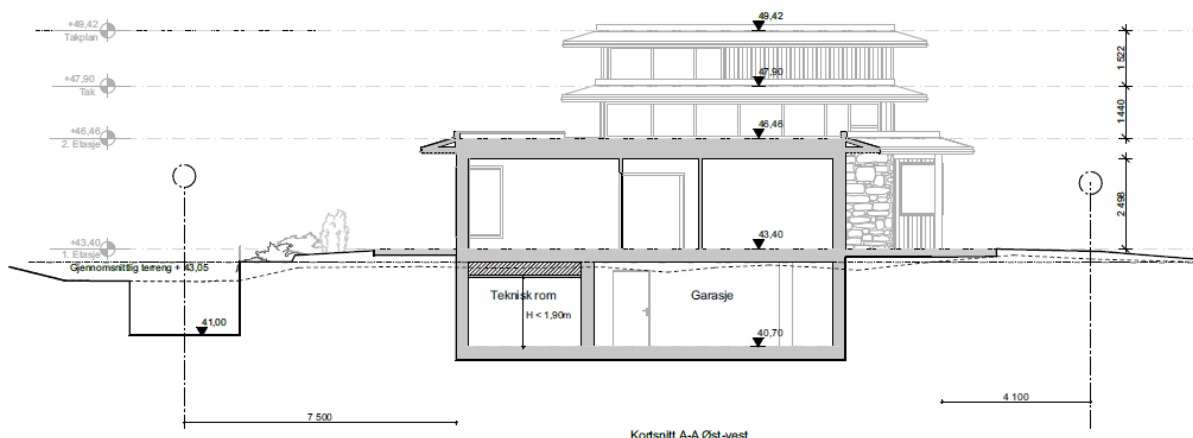 +49,42
Takplan
49,42
1 522
+47,90
Tak
47,90
1 440
+46,46
2. Etasje
46,46
2 498
+43,40
1. Etasje
43,40
Gjennomsnittlig terreng + 43,05
Teknisk rom
Garasje
H < 1,90m
41,00
40,70
7 500
4 100
Kortsnitt A-A Øst-vest